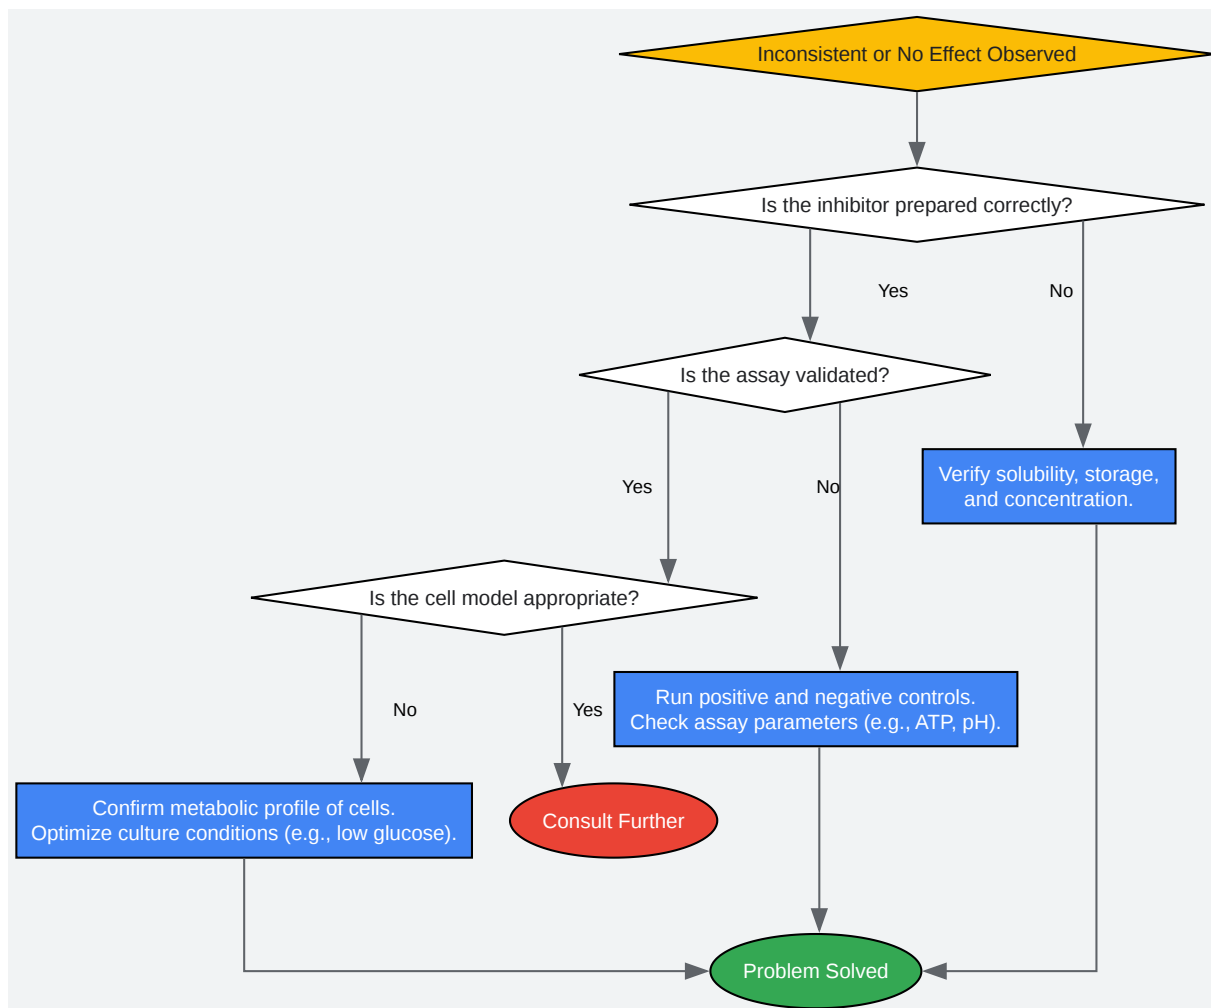 Inconsistent or No Effect Observed
Is the inhibitor prepared correctly?
Yes
No
Is the assay validated?
Verify solubility, storage,
and concentration.
Yes
No
Is the cell model appropriate?
Run positive and negative controls.
Check assay parameters (e.g., ATP, pH).
No
Yes
Confirm metabolic profile of cells.
Optimize culture conditions (e.g., low glucose).
Consult Further
Problem Solved